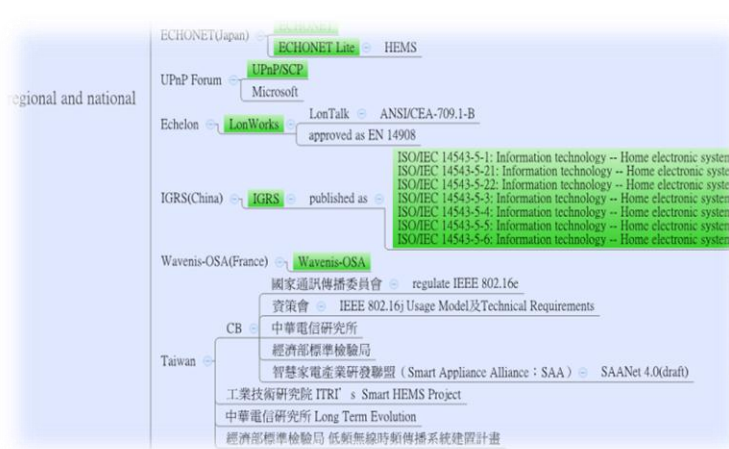 ECHONET(Japan)
ECHONET Lite
HEMS
regional and national
UPnP Forum
UPnP/SCP
Microsoft
Echelon
LonWorks
LonTalk
ANSI/CEA-709.1-B
approved as EN 14908
IGRS(China)
IGRS
published as
ISO/IEC 14543-5-1: Information technology -- Home electronic system
ISO/IEC 14543-5-21: Information technology -- Home electronic syste
ISO/IEC 14543-5-22: Information technology -- Home electronic syste
ISO/IEC 14543-5-3: Information technology -- Home electronic system
ISO/IEC 14543-5-4: Information technology -- Home electronic system
ISO/IEC 14543-5-5: Information technology -- Home electronic system
ISO/IEC 14543-5-6: Information technology -- Home electronic system
Wavenis-OSA(France)
Wavenis-OSA
Taiwan
CB
國家通訊傳播委員會
regulate IEEE 802.16e
資策會
IEEE 802.16j Usage Model及Technical Requirements
中華電信研究所
經濟部標準檢驗局
智慧家電產業研發聯盟（Smart Appliance Alliance：SAA）
SAANet 4.0(draft)
工業技術研究院 ITRI’s Smart HEMS Project
中華電信研究所 Long Term Evolution
經濟部標準檢驗局 低頻無線時頻傳播系統建置計畫